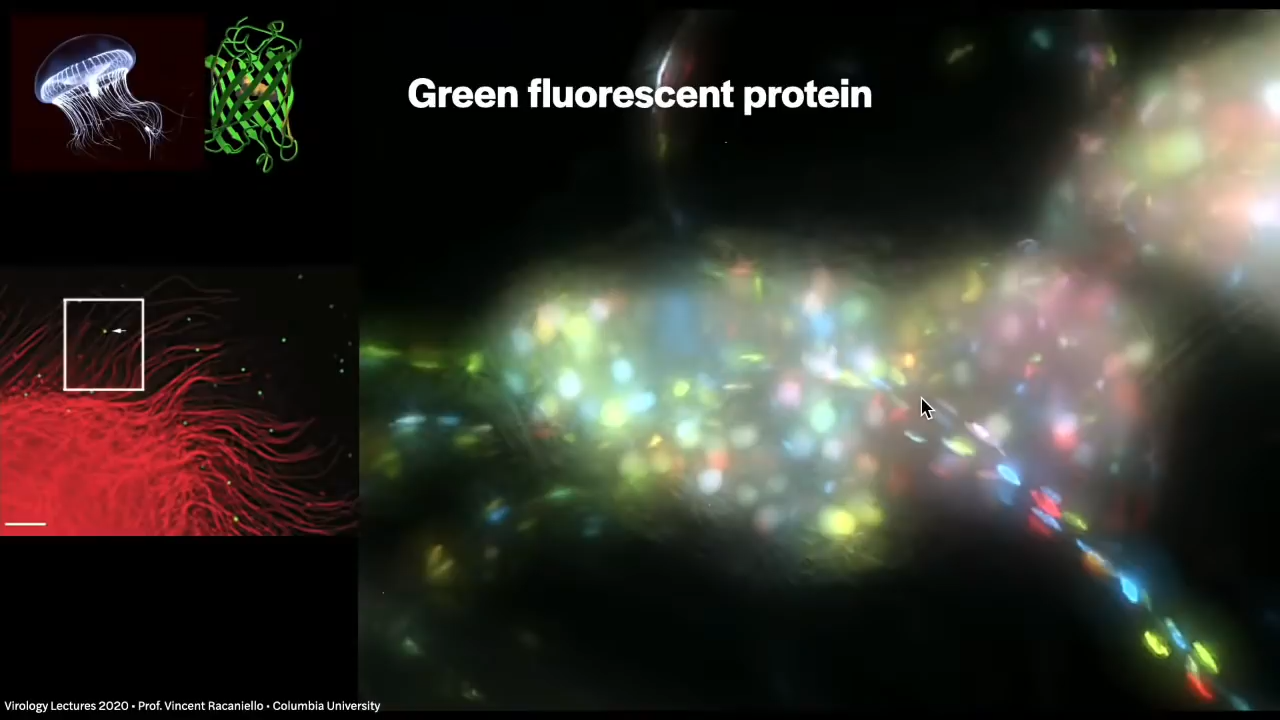 Green fluorescent protein
Virology Lectures 2020 • Prof. Vincent Racaniello • Columbia University